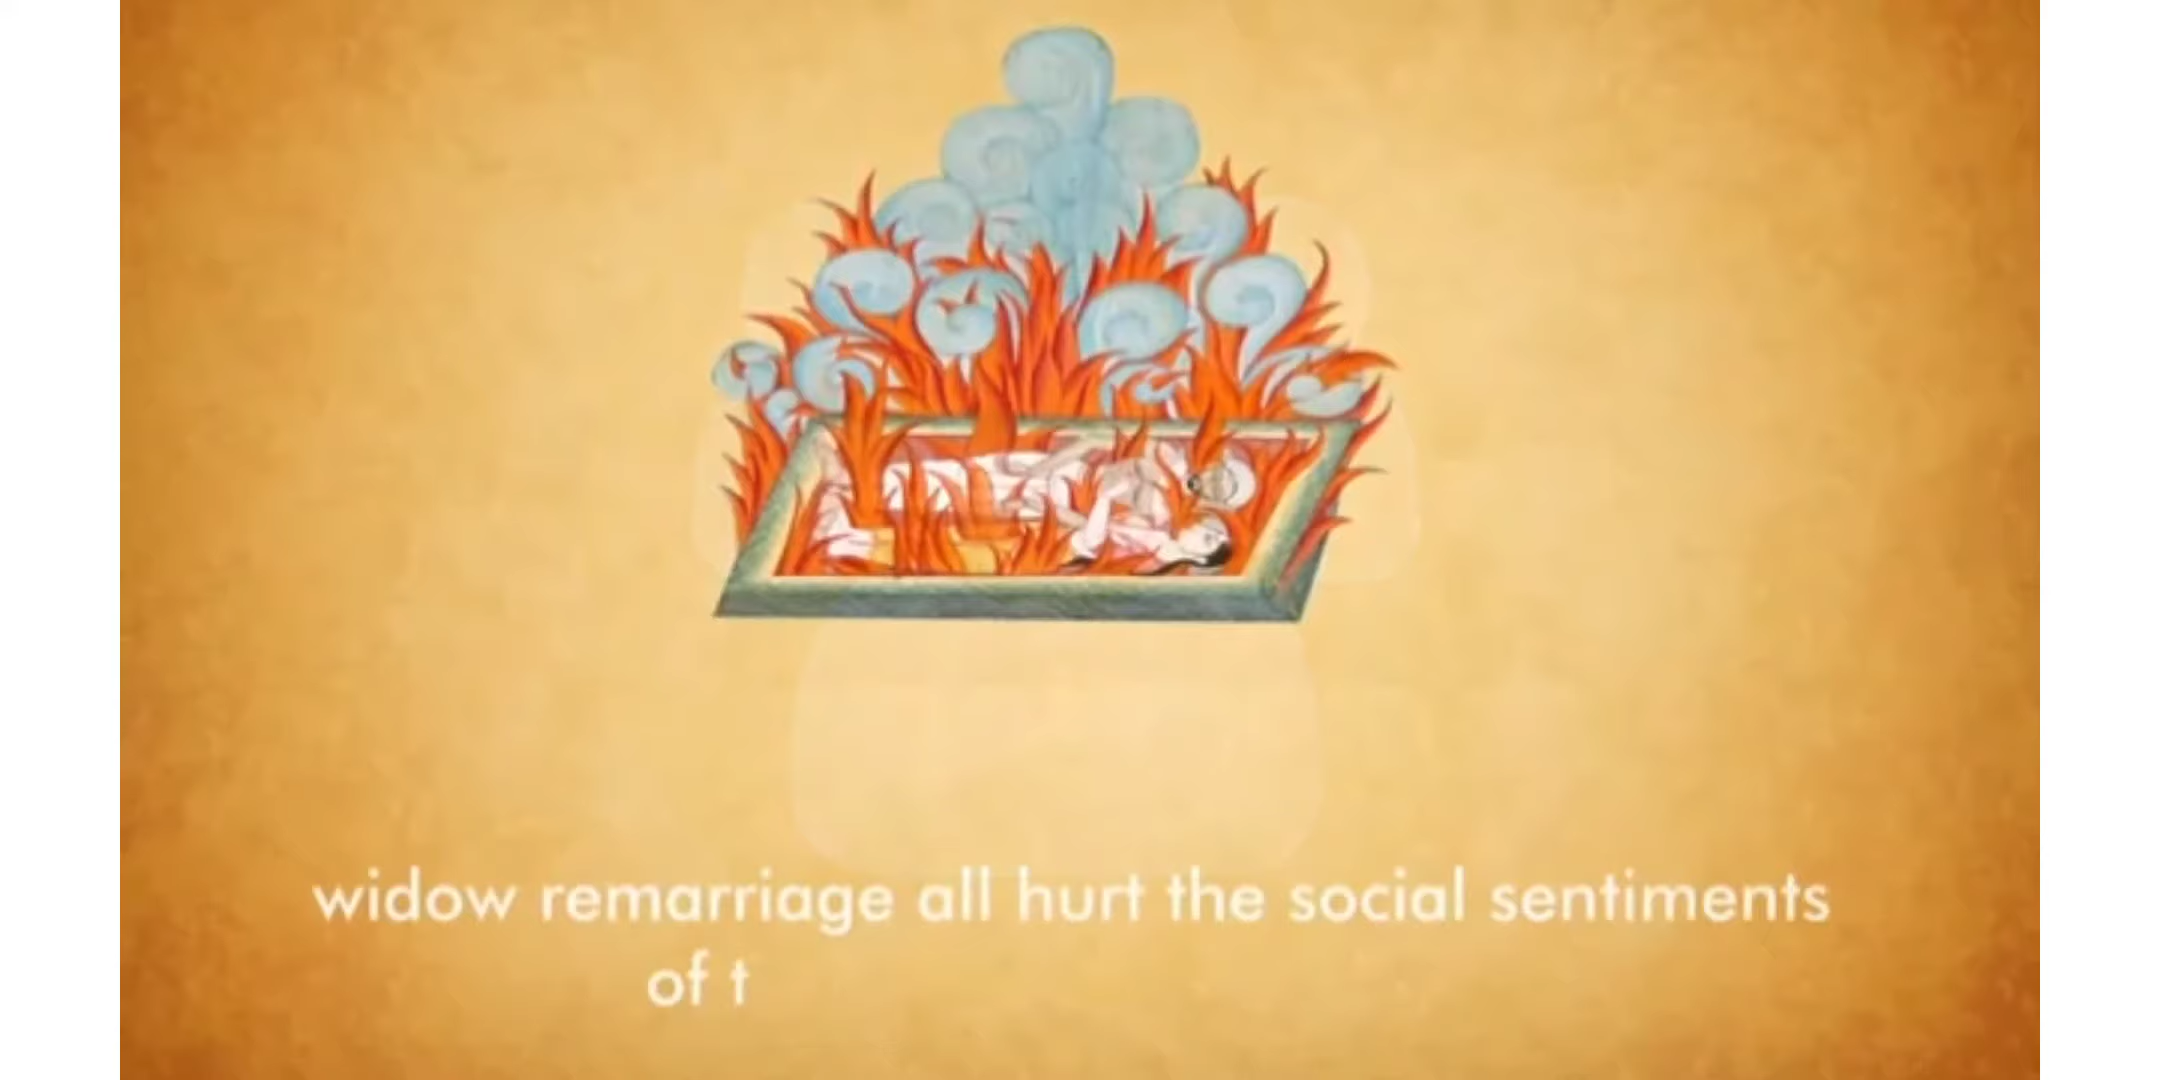 widow remarriage all hurt the social sentiments
of t